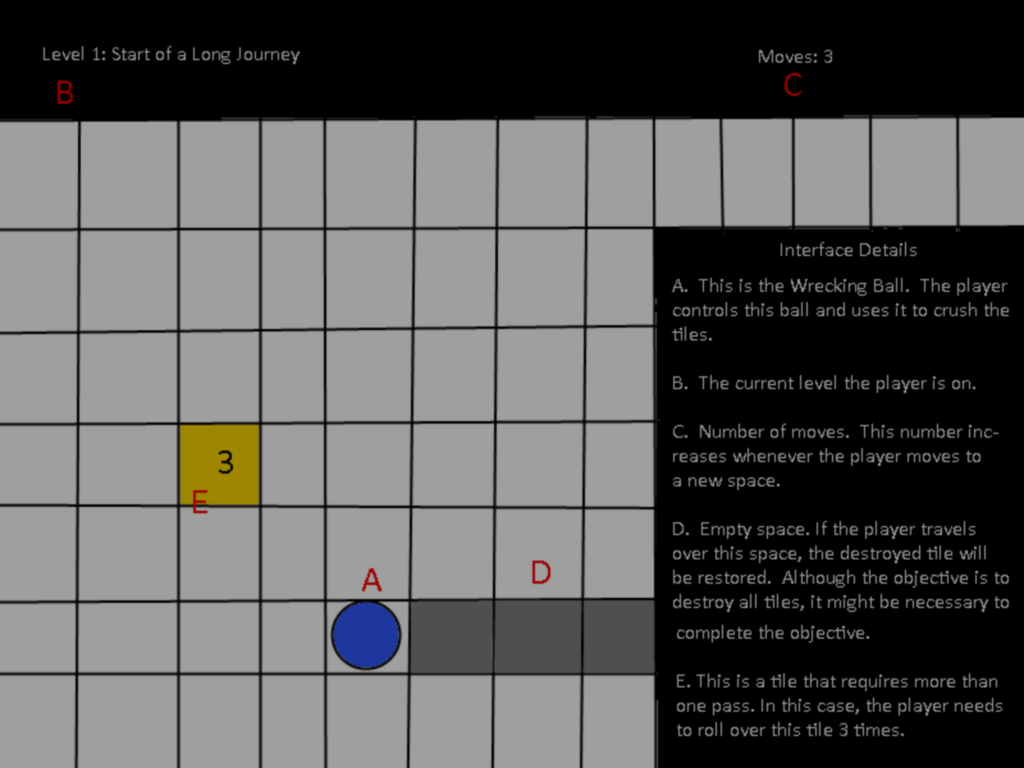 Level 1: Start of a Long Journey
Moves: 3
B
C
Interface Details
A.  This is the Wrecking Ball.  The player
controls this ball and uses it to crush the
tiles.
B.  The current level the player is on.
C.  Number of moves.  This number inc-
reases whenever the player moves to
a new space.
D.  Empty space. If the player travels
over this space, the destroyed tile will
be restored.  Although the objective is to
destroy all tiles, it might be necessary to
complete the objective.
E. This is a tile that requires more than
one pass. In this case, the player needs
to roll over this tile 3 times.
3
E
A
D